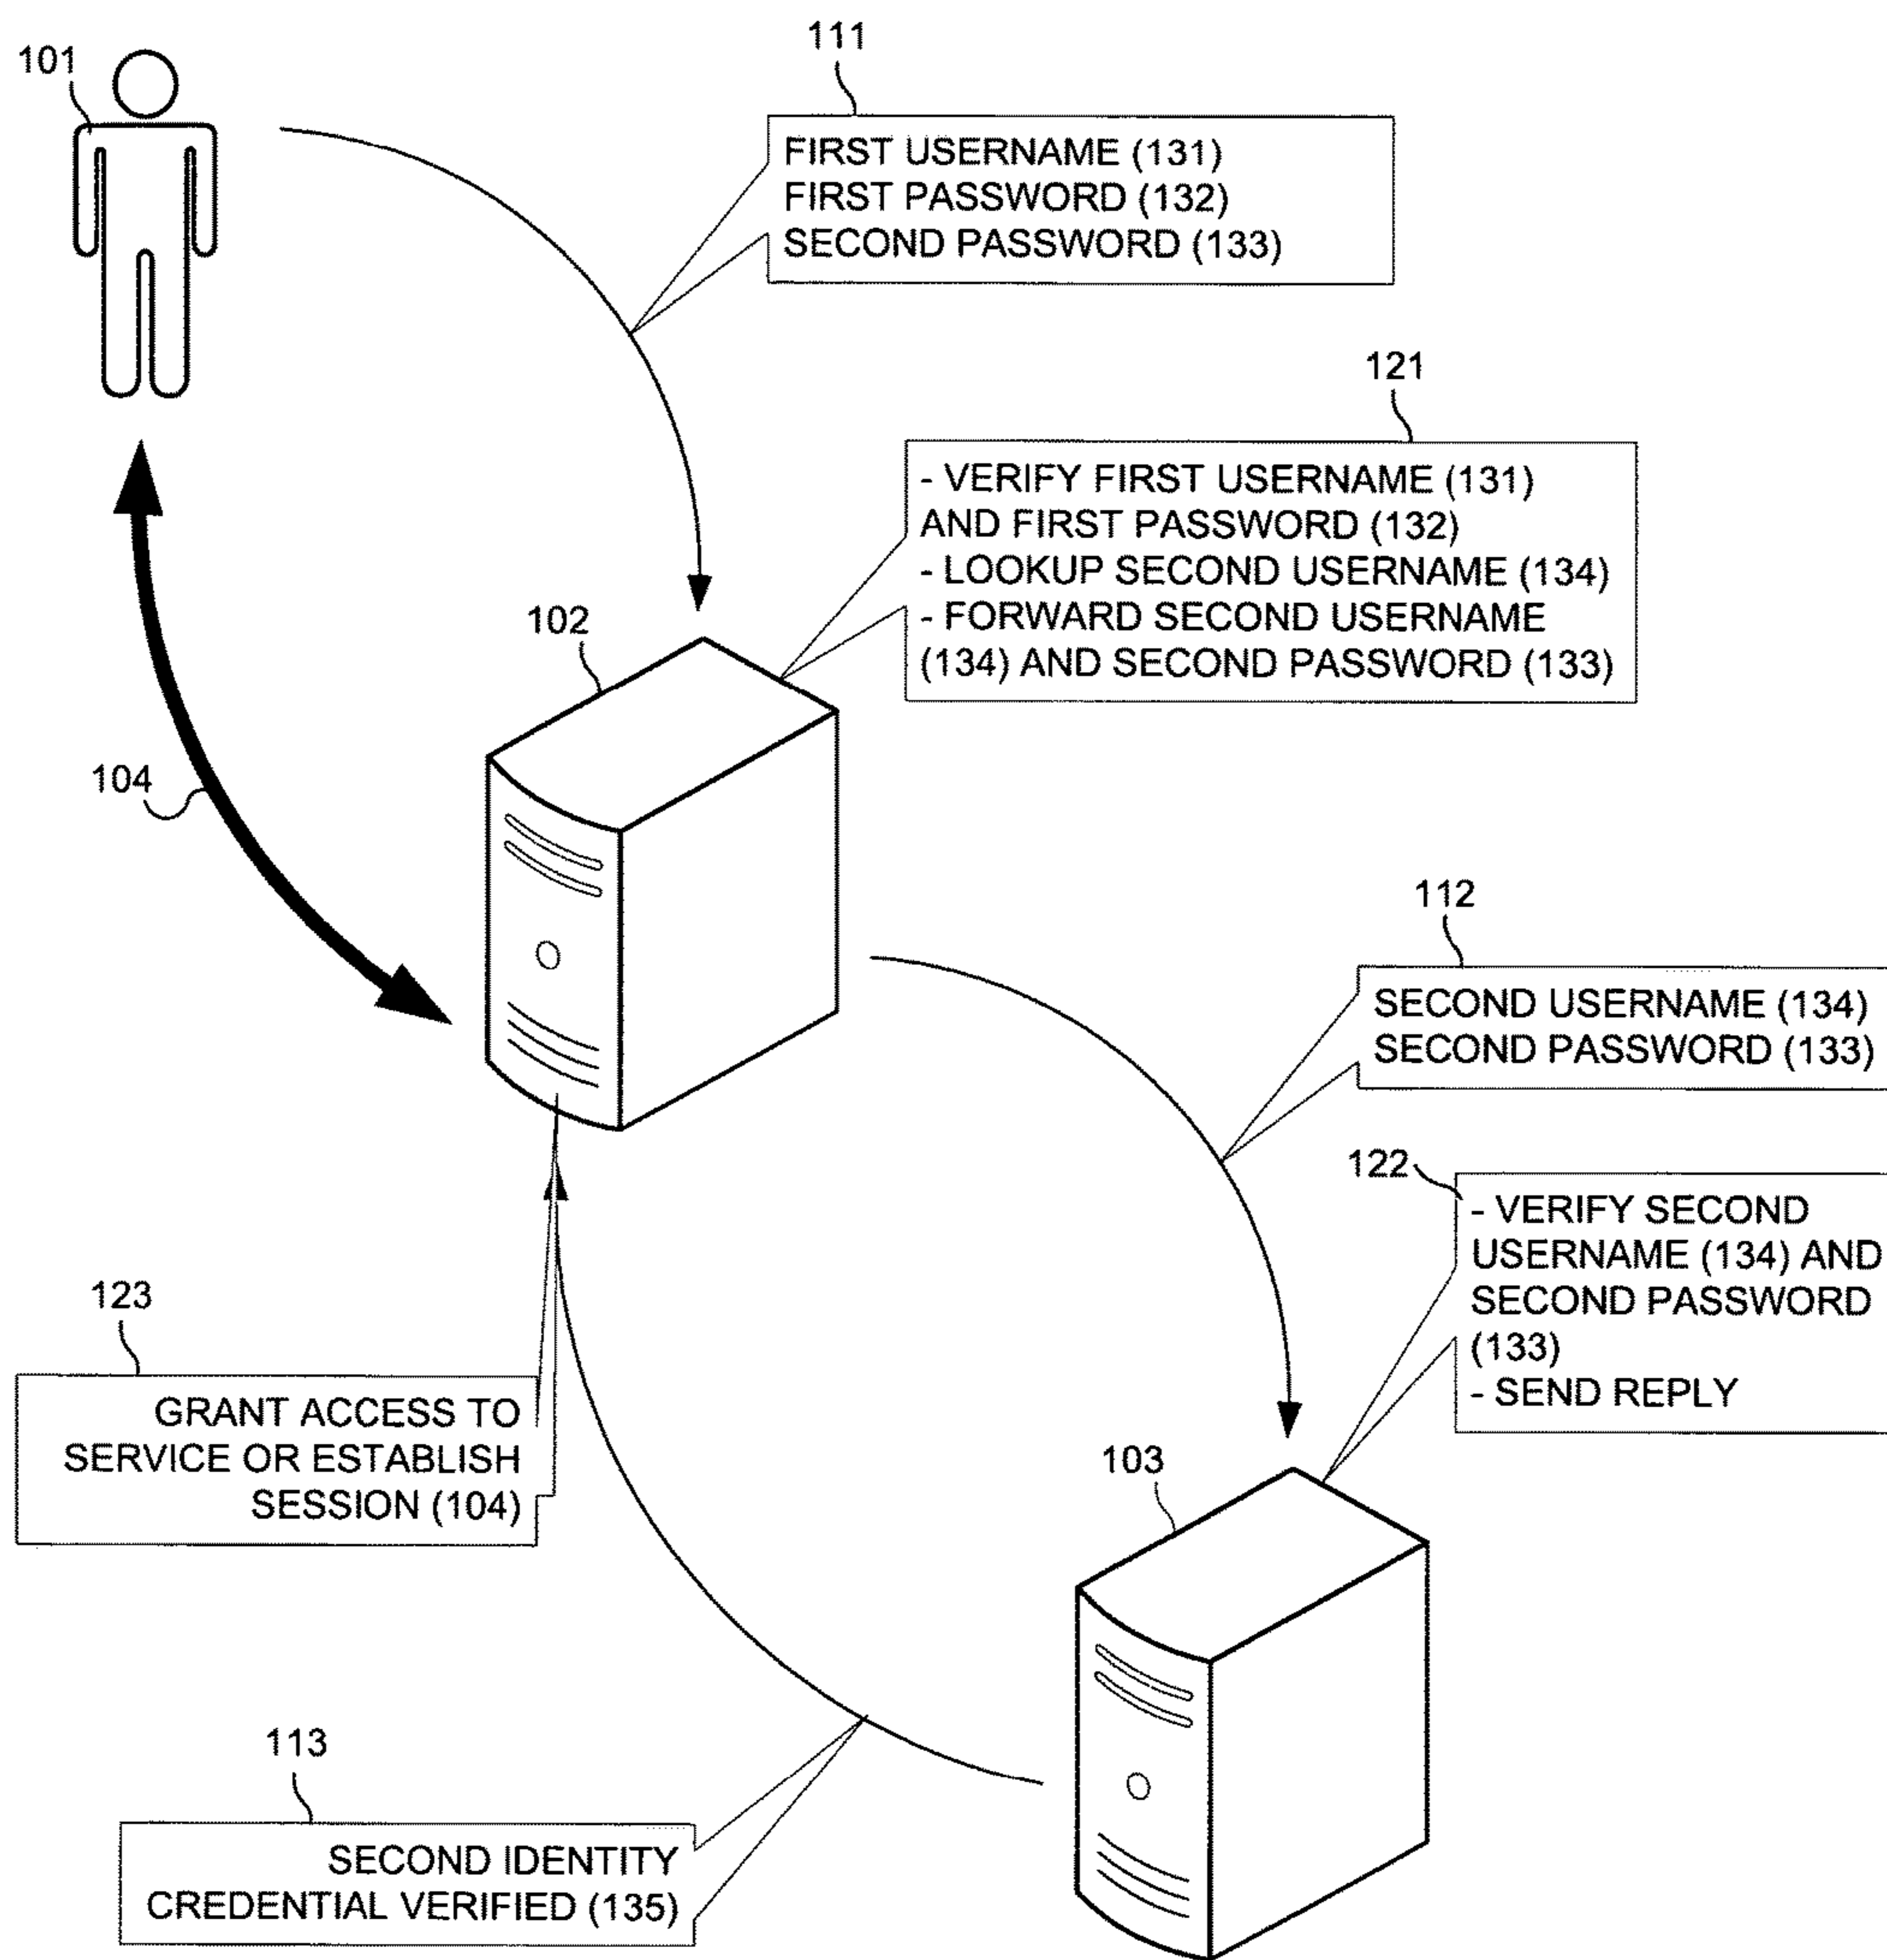 101
111
FIRST USERNAME (131)
FIRST PASSWORD (132)
SECOND PASSWORD (133)
121
- VERIFY FIRST USERNAME (131)
AND FIRST PASSWORD (132)
- LOOKUP SECOND USERNAME (134)
- FORWARD SECOND USERNAME
(134) AND SECOND PASSWORD (133)
102
104
112
SECOND USERNAME (134)
SECOND PASSWORD (133)
122
- VERIFY SECOND
USERNAME (134) AND
SECOND PASSWORD
(133)
- SEND REPLY
123
GRANT ACCESS TO
SERVICE OR ESTABLISH
SESSION (104)
103
113
SECOND IDENTITY
CREDENTIAL VERIFIED (135)